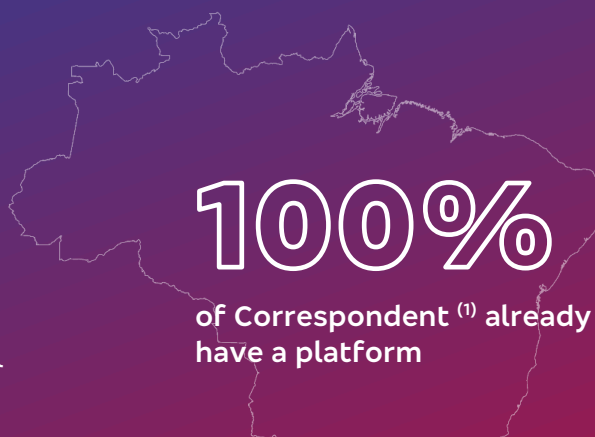 100%
of Correspondent (1) already
have a platform